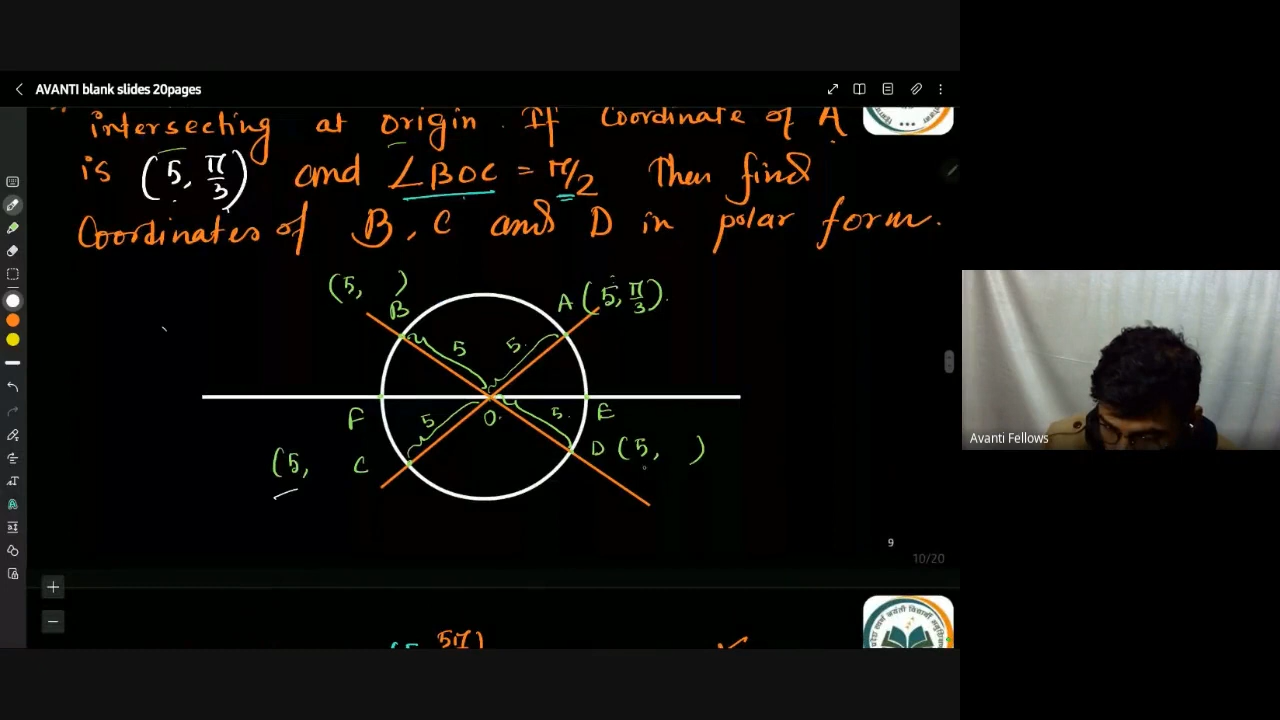 AVANTI blank slides 20pages
intersecting at origin. If Coordinate of A
is (5, π/3) and ∠BOC = π/2 Then find
Coordinates of B, C and D in polar form.
(5, )
B
A (5, π/3).
5
5.
F
O.
E
5
5.
(5, C
D (5, )
9
10/20
5π)
Avanti Fellows